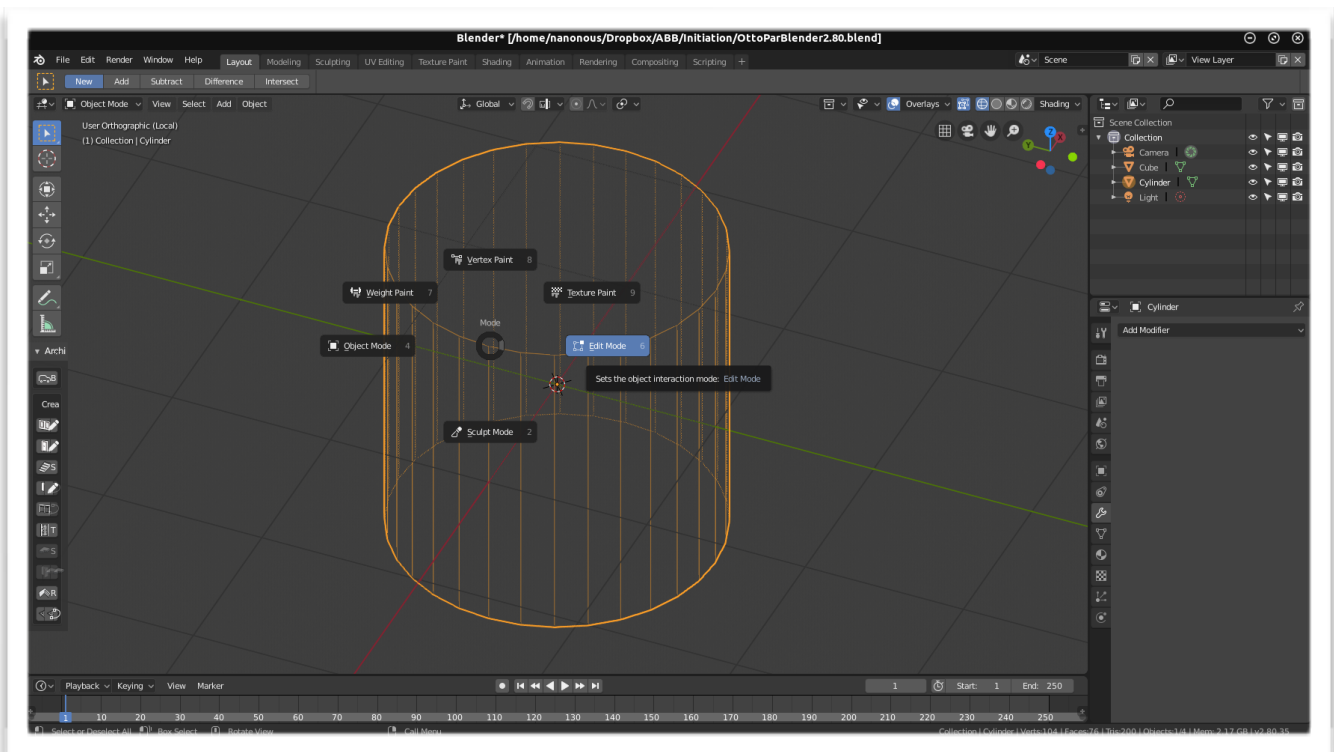 Blender* [/home/nanonous/Dropbox/ABB/Initiation/OttoParBlender2.80.blend]
File Edit Render Window Help Layout Modeling Sculpting UV Editing Texture Paint Shading Animation Rendering Compositing Scripting + Scene View Layer
New Add Subtract Difference Intersect
Object Mode View Select Add Object Global Overlays Shading
User Orthographic (Local)
(1) Collection | Cylinder
Scene Collection
Collection
Camera
Cube
Cylinder
Light
Vertex Paint 8
Weight Paint 7
Texture Paint 9
Mode
Object Mode 4
Edit Mode 6
Sets the object interaction mode: Edit Mode
Sculpt Mode 2
X
Y
Z
Cylinder
Add Modifier
Archi
Crea
S
T
S
R
Playback Keying View Marker 1 Start: 1 End: 250
1 10 20 30 40 50 60 70 80 90 100 110 120 130 140 150 160 170 180 190 200 210 220 230 240 250
Select or Deselect All Box Select Rotate View Call Menu Collection | Cylinder | Verts:104 | Faces:76 | Tris:200 | Objects:1/4 | Mem: 2.17 GB | v2.80.35